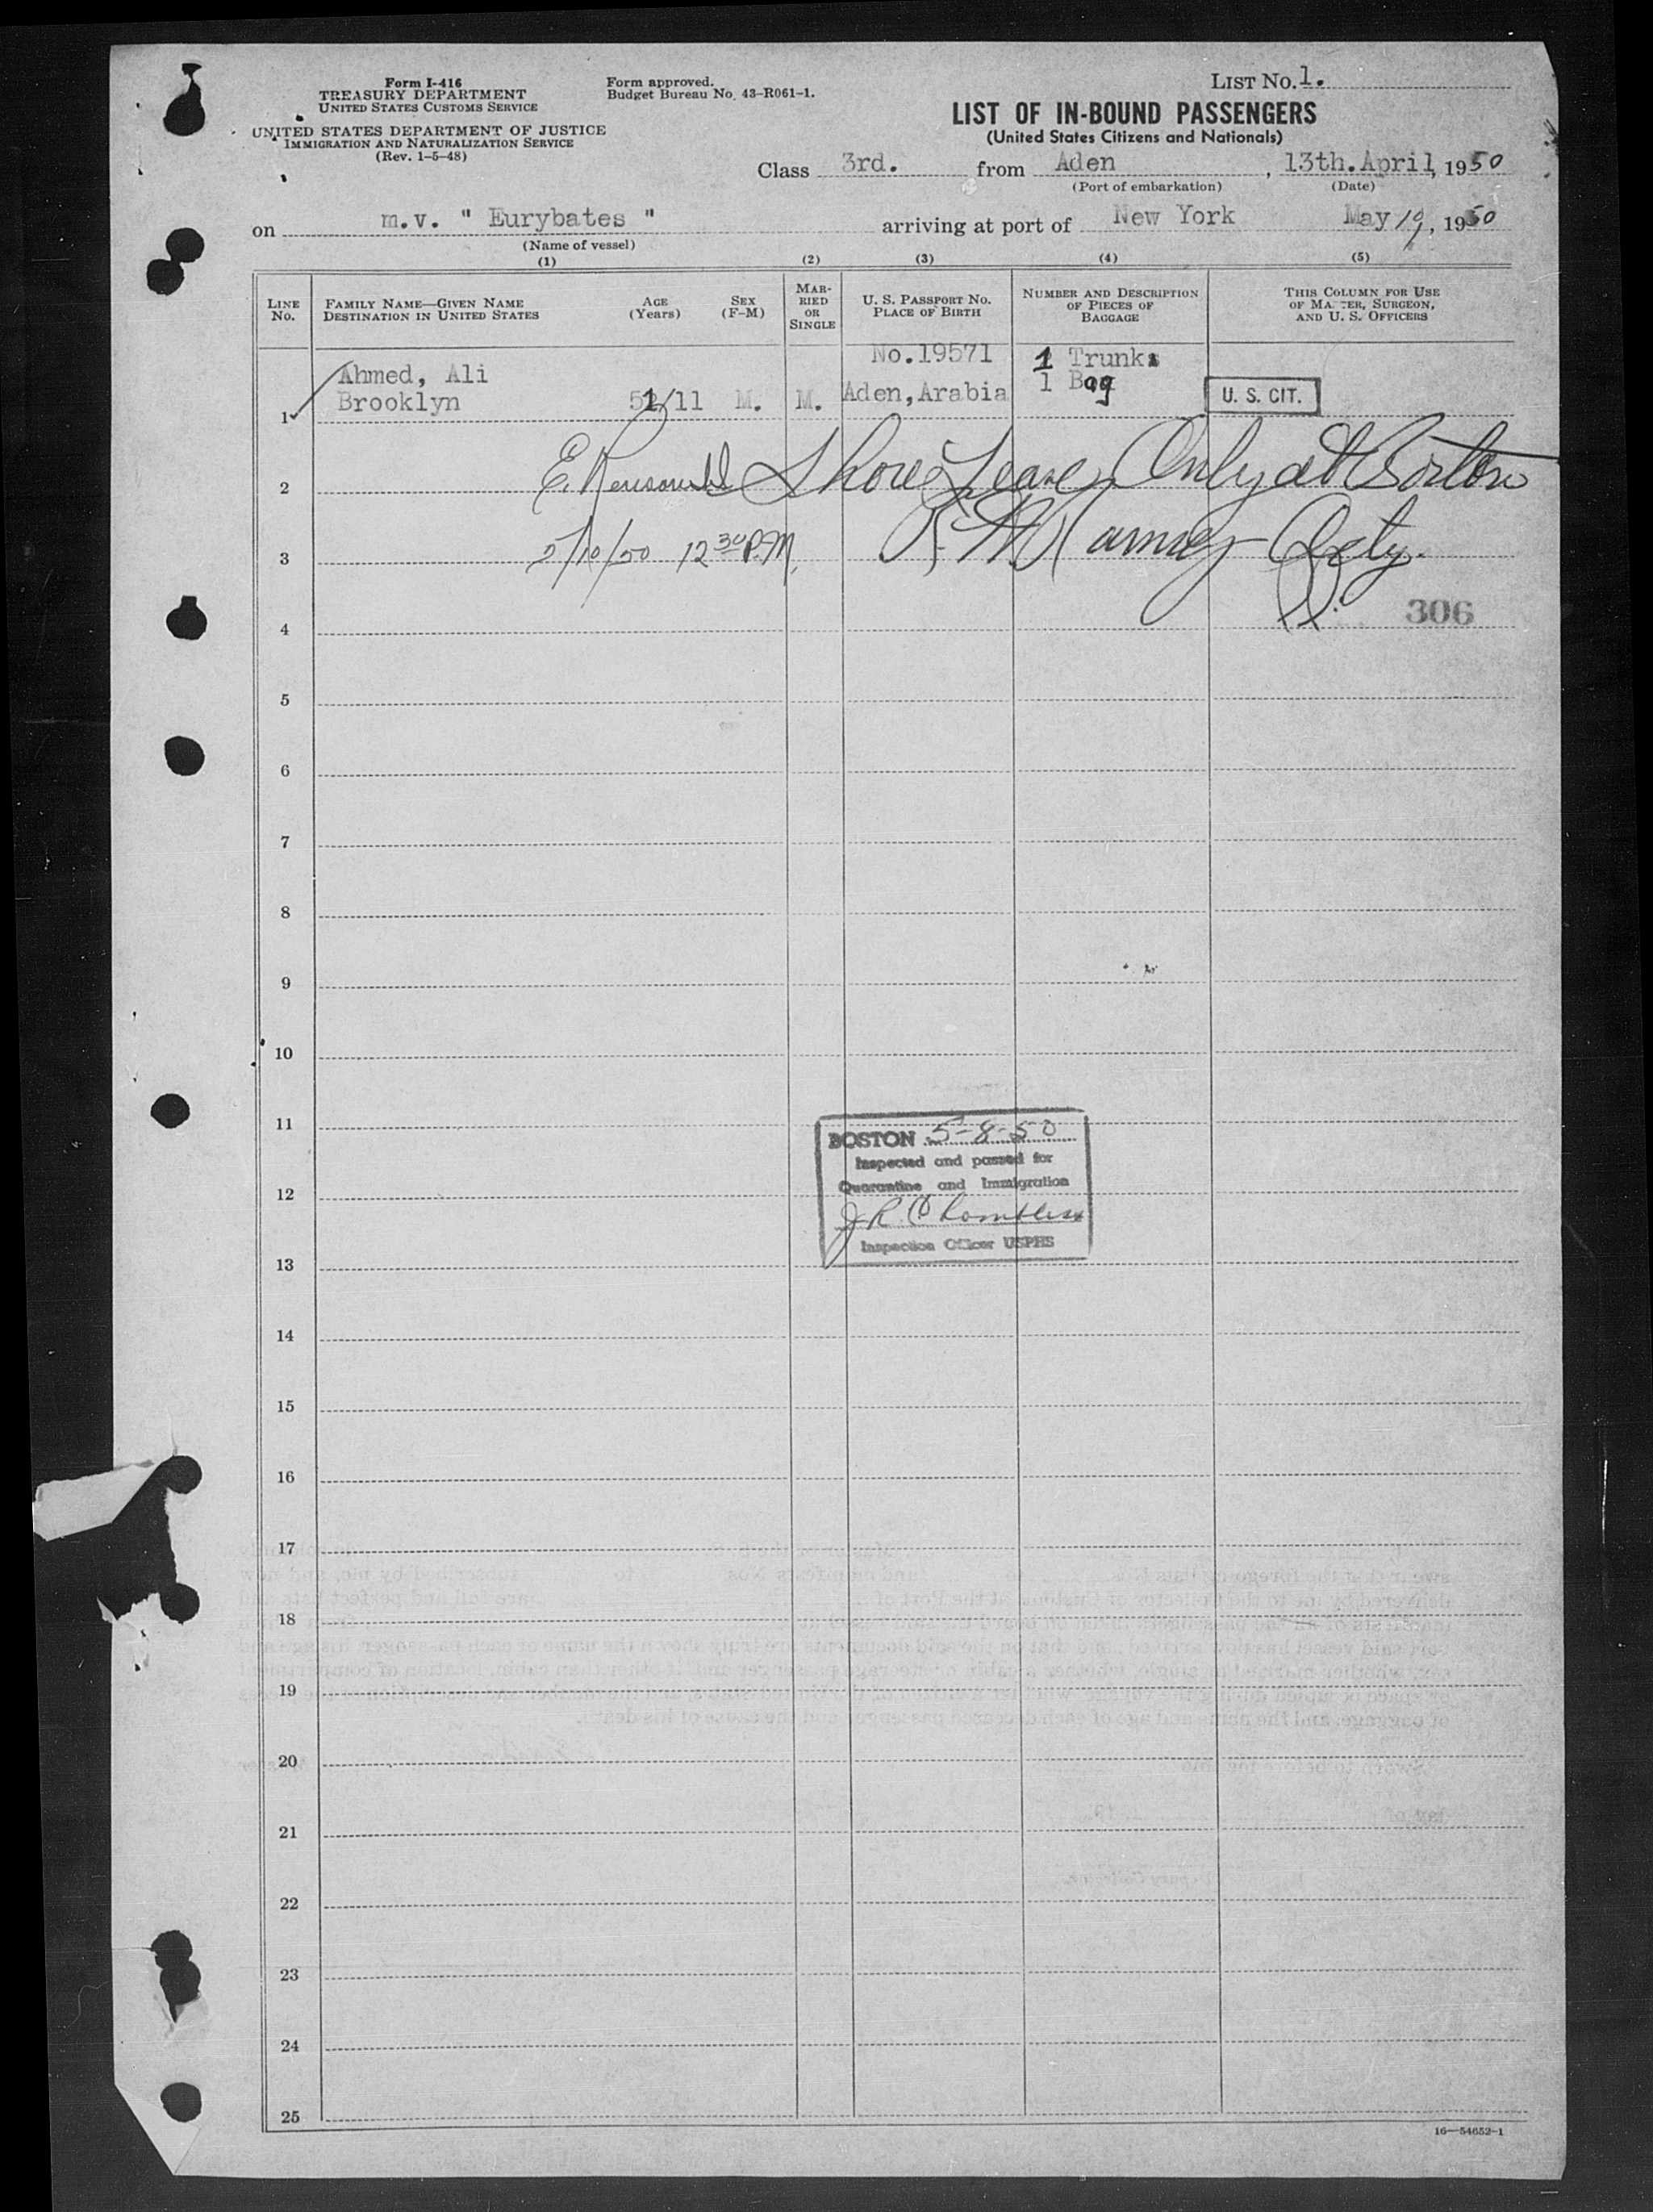 Form I-416
TREASURY DEPARTMENT
UNITED STATES CUSTOMS SERVICE
UNITED STATES DEPARTMENT OF JUSTICE
IMMIGRATION AND NATURALIZATION SERVICE
(Rev. 1-5-48)
Form approved.
Budget Bureau No. 43-R061-1.
LIST NO. 1.
LIST OF IN-BOUND PASSENGERS
(United States Citizens and Nationals)
Class 3rd. from Aden, 13th. April, 1950
(Port of embarkation) (Date)
on m.v. " Eurybates " arriving at port of New York May 19, 1950
(Name of vessel)
(1) (2) (3) (4) (5)
LINE NO.
FAMILY NAME—GIVEN NAME
DESTINATION IN UNITED STATES
AGE (Years)
SEX (F-M)
MARRIED OR SINGLE
U. S. PASSPORT NO.
PLACE OF BIRTH
NUMBER AND DESCRIPTION OF PIECES OF BAGGAGE
THIS COLUMN FOR USE OF MASTER, SURGEON, AND U. S. OFFICERS
No.19571 1 Trunk
Ahmed, Ali 1 Bag
1 Brooklyn /11 M. M. Aden, Arabia U. S. CIT.
2 E. Shore Leave Only at Boston
3 /10/50 12 30 P.M.
306
4
5
6
7
8
9
10
11
BOSTON 5-8-50
Inspected and passed for
Quarantine and Immigration
J R
Inspection Officer USPHS
12
13
14
15
16
17
18
19
20
21
22
23
24
25
16—54652-1